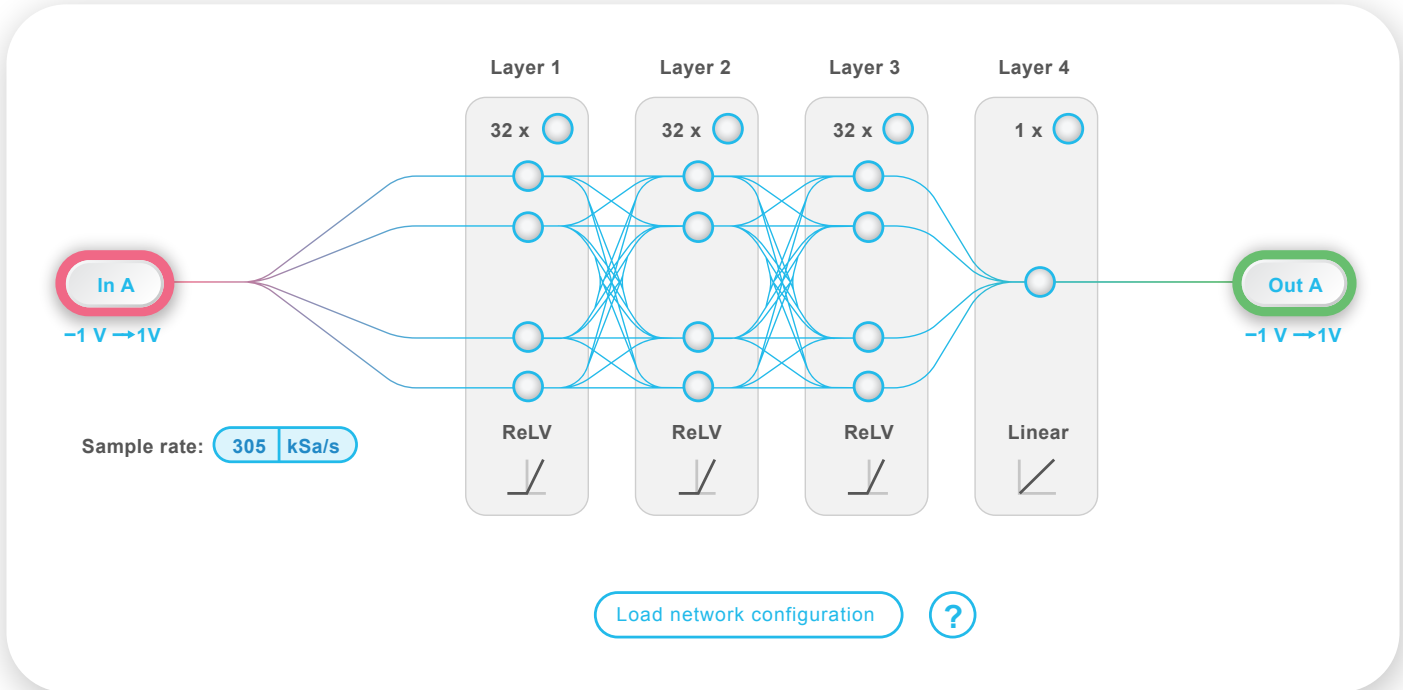 Layer 1
Layer 2
Layer 3
Layer 4
32 x
32 x
32 x
1 x
In A
−1 V →1V
Out A
−1 V →1V
Sample rate: 305 kSa/s
ReLV
ReLV
ReLV
Linear
Load network configuration
?